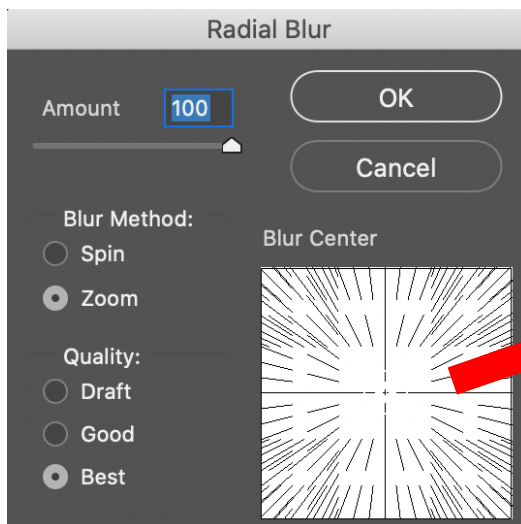 Radial Blur
Amount 100
OK
Cancel
Blur Method:
Spin
Zoom
Blur Center
Quality:
Draft
Good
Best